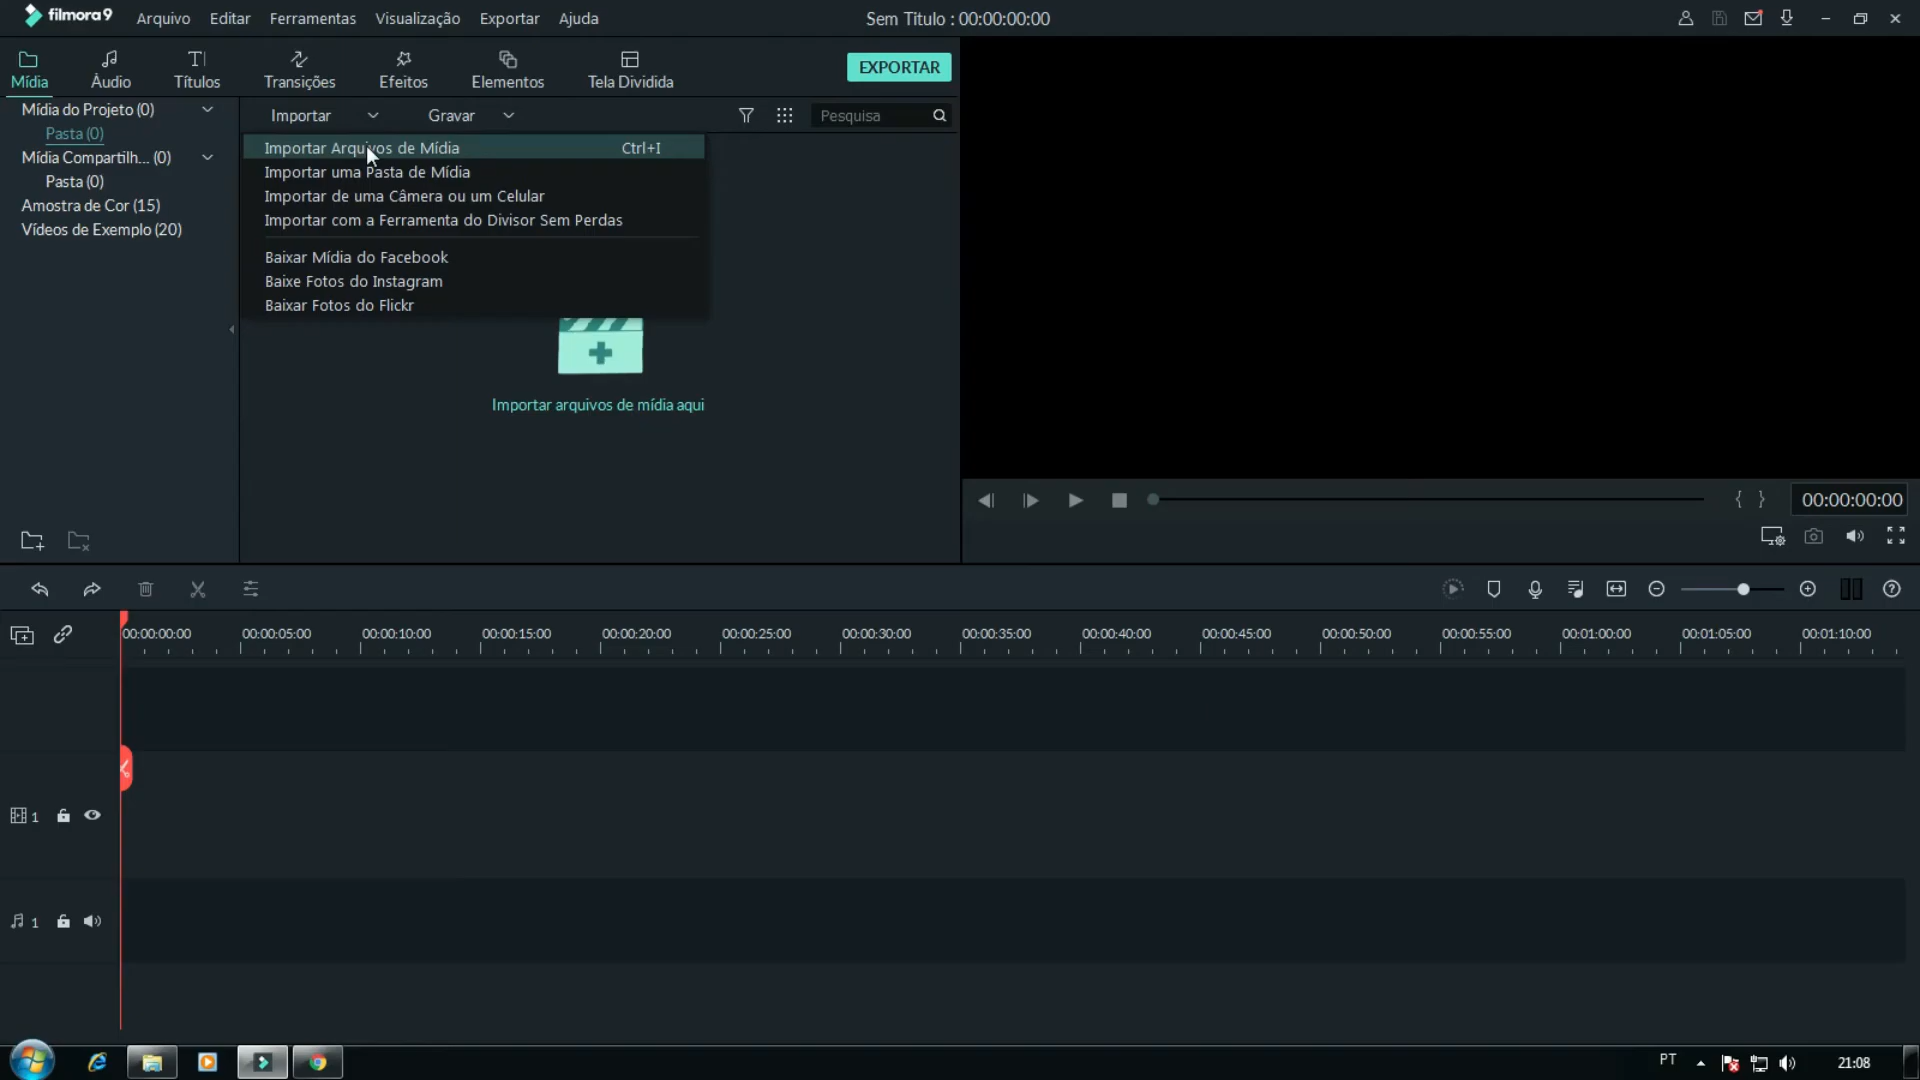 filmora9 Arquivo Editar Ferramentas Visualização Exportar Ajuda Sem Titulo : 00:00:00:00
Mídia Áudio Títulos Transições Efeitos Elementos Tela Dividida EXPORTAR
Mídia do Projeto (0)
Pasta (0)
Mídia Compartilh... (0)
Pasta (0)
Amostra de Cor (15)
Vídeos de Exemplo (20)
Importar Gravar Pesquisa
Importar Arquivos de Mídia Ctrl+I
Importar uma Pasta de Mídia
Importar de uma Câmera ou um Celular
Importar com a Ferramenta do Divisor Sem Perdas
Baixar Mídia do Facebook
Baixe Fotos do Instagram
Baixar Fotos do Flickr
Importar arquivos de mídia aqui
{ } 00:00:00:00
00:00:00:00 00:00:05:00 00:00:10:00 00:00:15:00 00:00:20:00 00:00:25:00 00:00:30:00 00:00:35:00 00:00:40:00 00:00:45:00 00:00:50:00 00:00:55:00 00:01:00:00 00:01:05:00 00:01:10:00
1
1
PT 21:08